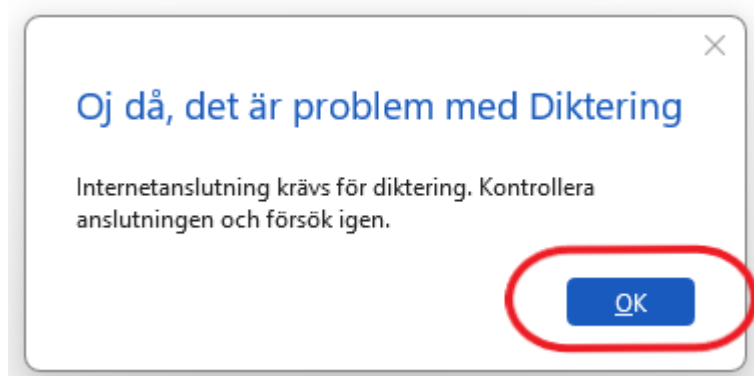 Oj då, det är problem med Diktering
Internetanslutning krävs för diktering. Kontrollera
anslutningen och försök igen.
OK